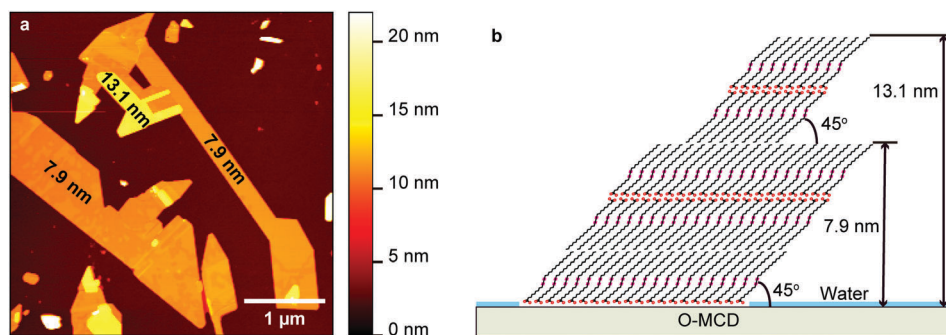 a
13.1 nm
7.9 nm
7.9 nm
1 µm
20 nm
15 nm
10 nm
5 nm
0 nm
b
13.1 nm
45°
7.9 nm
45°
Water
O-MCD